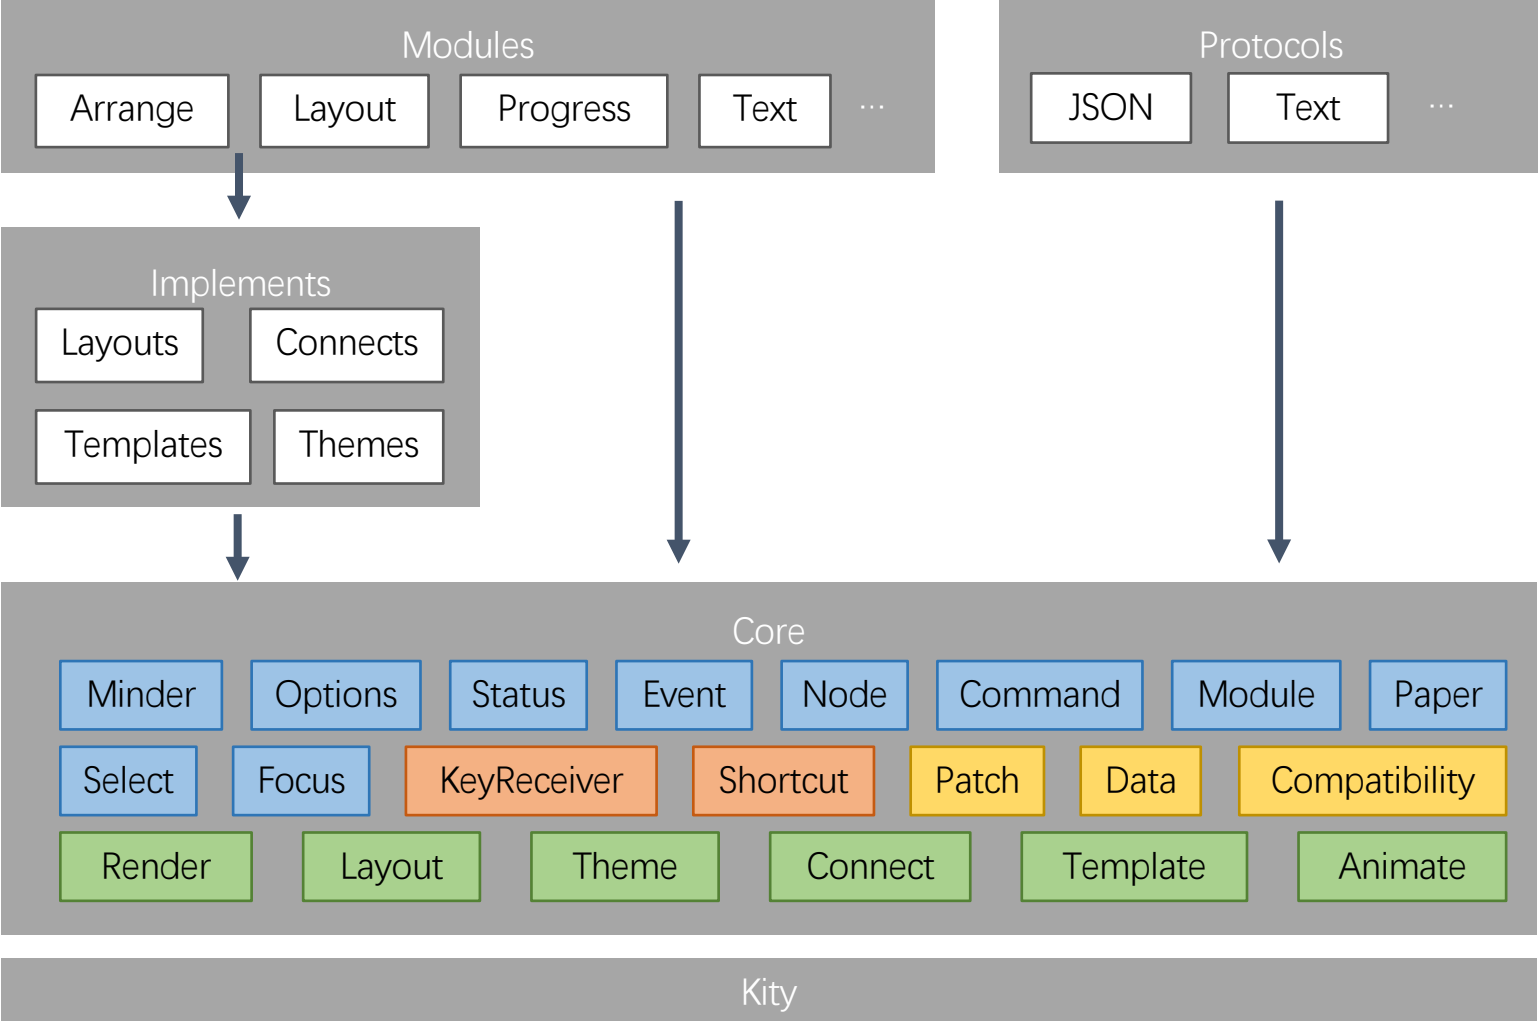 Modules
Arrange Layout Progress Text ...
Protocols
JSON Text ...
Implements
Layouts Connects
Templates Themes
Core
Minder Options Status Event Node Command Module Paper
Select Focus KeyReceiver Shortcut Patch Data Compatibility
Render Layout Theme Connect Template Animate
Kity